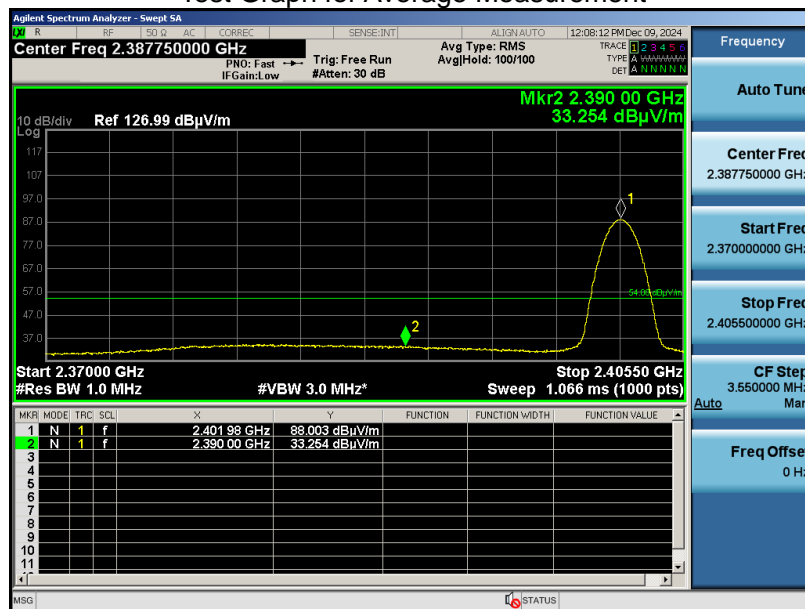 Test Graph for Average Measurement
Agilent Spectrum Analyzer - Swept SA
LXI R RF 50 Ω AC CORREC SENSE:INT ALIGN AUTO 12:08:12 PM Dec 09, 2024
Center Freq 2.387750000 GHz
PNO: Fast
IFGain:Low
Trig: Free Run
#Atten: 30 dB
Avg Type: RMS
Avg|Hold: 100/100
TRACE 1 2 3 4 5 6
TYPE A WWWWW
DET A N N N N N
Mkr2 2.390 00 GHz
33.254 dBµV/m
10 dB/div Ref 126.99 dBµV/m
Log
117
107
97.0
87.0
77.0
67.0
57.0
47.0
37.0
1
54.00 dBµV/m
2
Start 2.37000 GHz Stop 2.40550 GHz
#Res BW 1.0 MHz #VBW 3.0 MHz* Sweep 1.066 ms (1000 pts)
MKR MODE TRC SCL X Y FUNCTION FUNCTION WIDTH FUNCTION VALUE
1 N 1 f 2.401 98 GHz 88.003 dBµV/m
2 N 1 f 2.390 00 GHz 33.254 dBµV/m
3
4
5
6
7
8
9
10
11
MSG STATUS
Frequency
Auto Tune
Center Freq
2.387750000 GHz
Start Freq
2.370000000 GHz
Stop Freq
2.405500000 GHz
CF Step
3.550000 MHz
Auto Man
Freq Offset
0 Hz